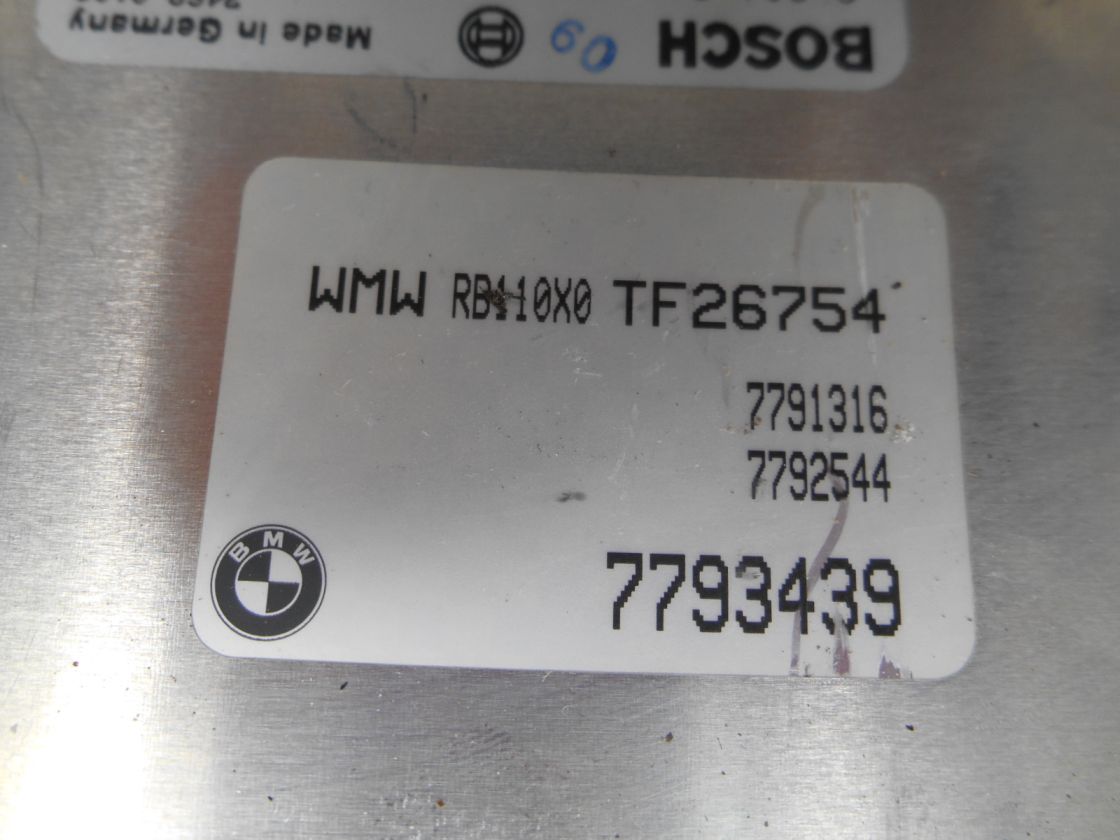 BOSCH 09 Made in Germany
WMW RB110X0 TF26754
7791316
7792544
BMW
7793439